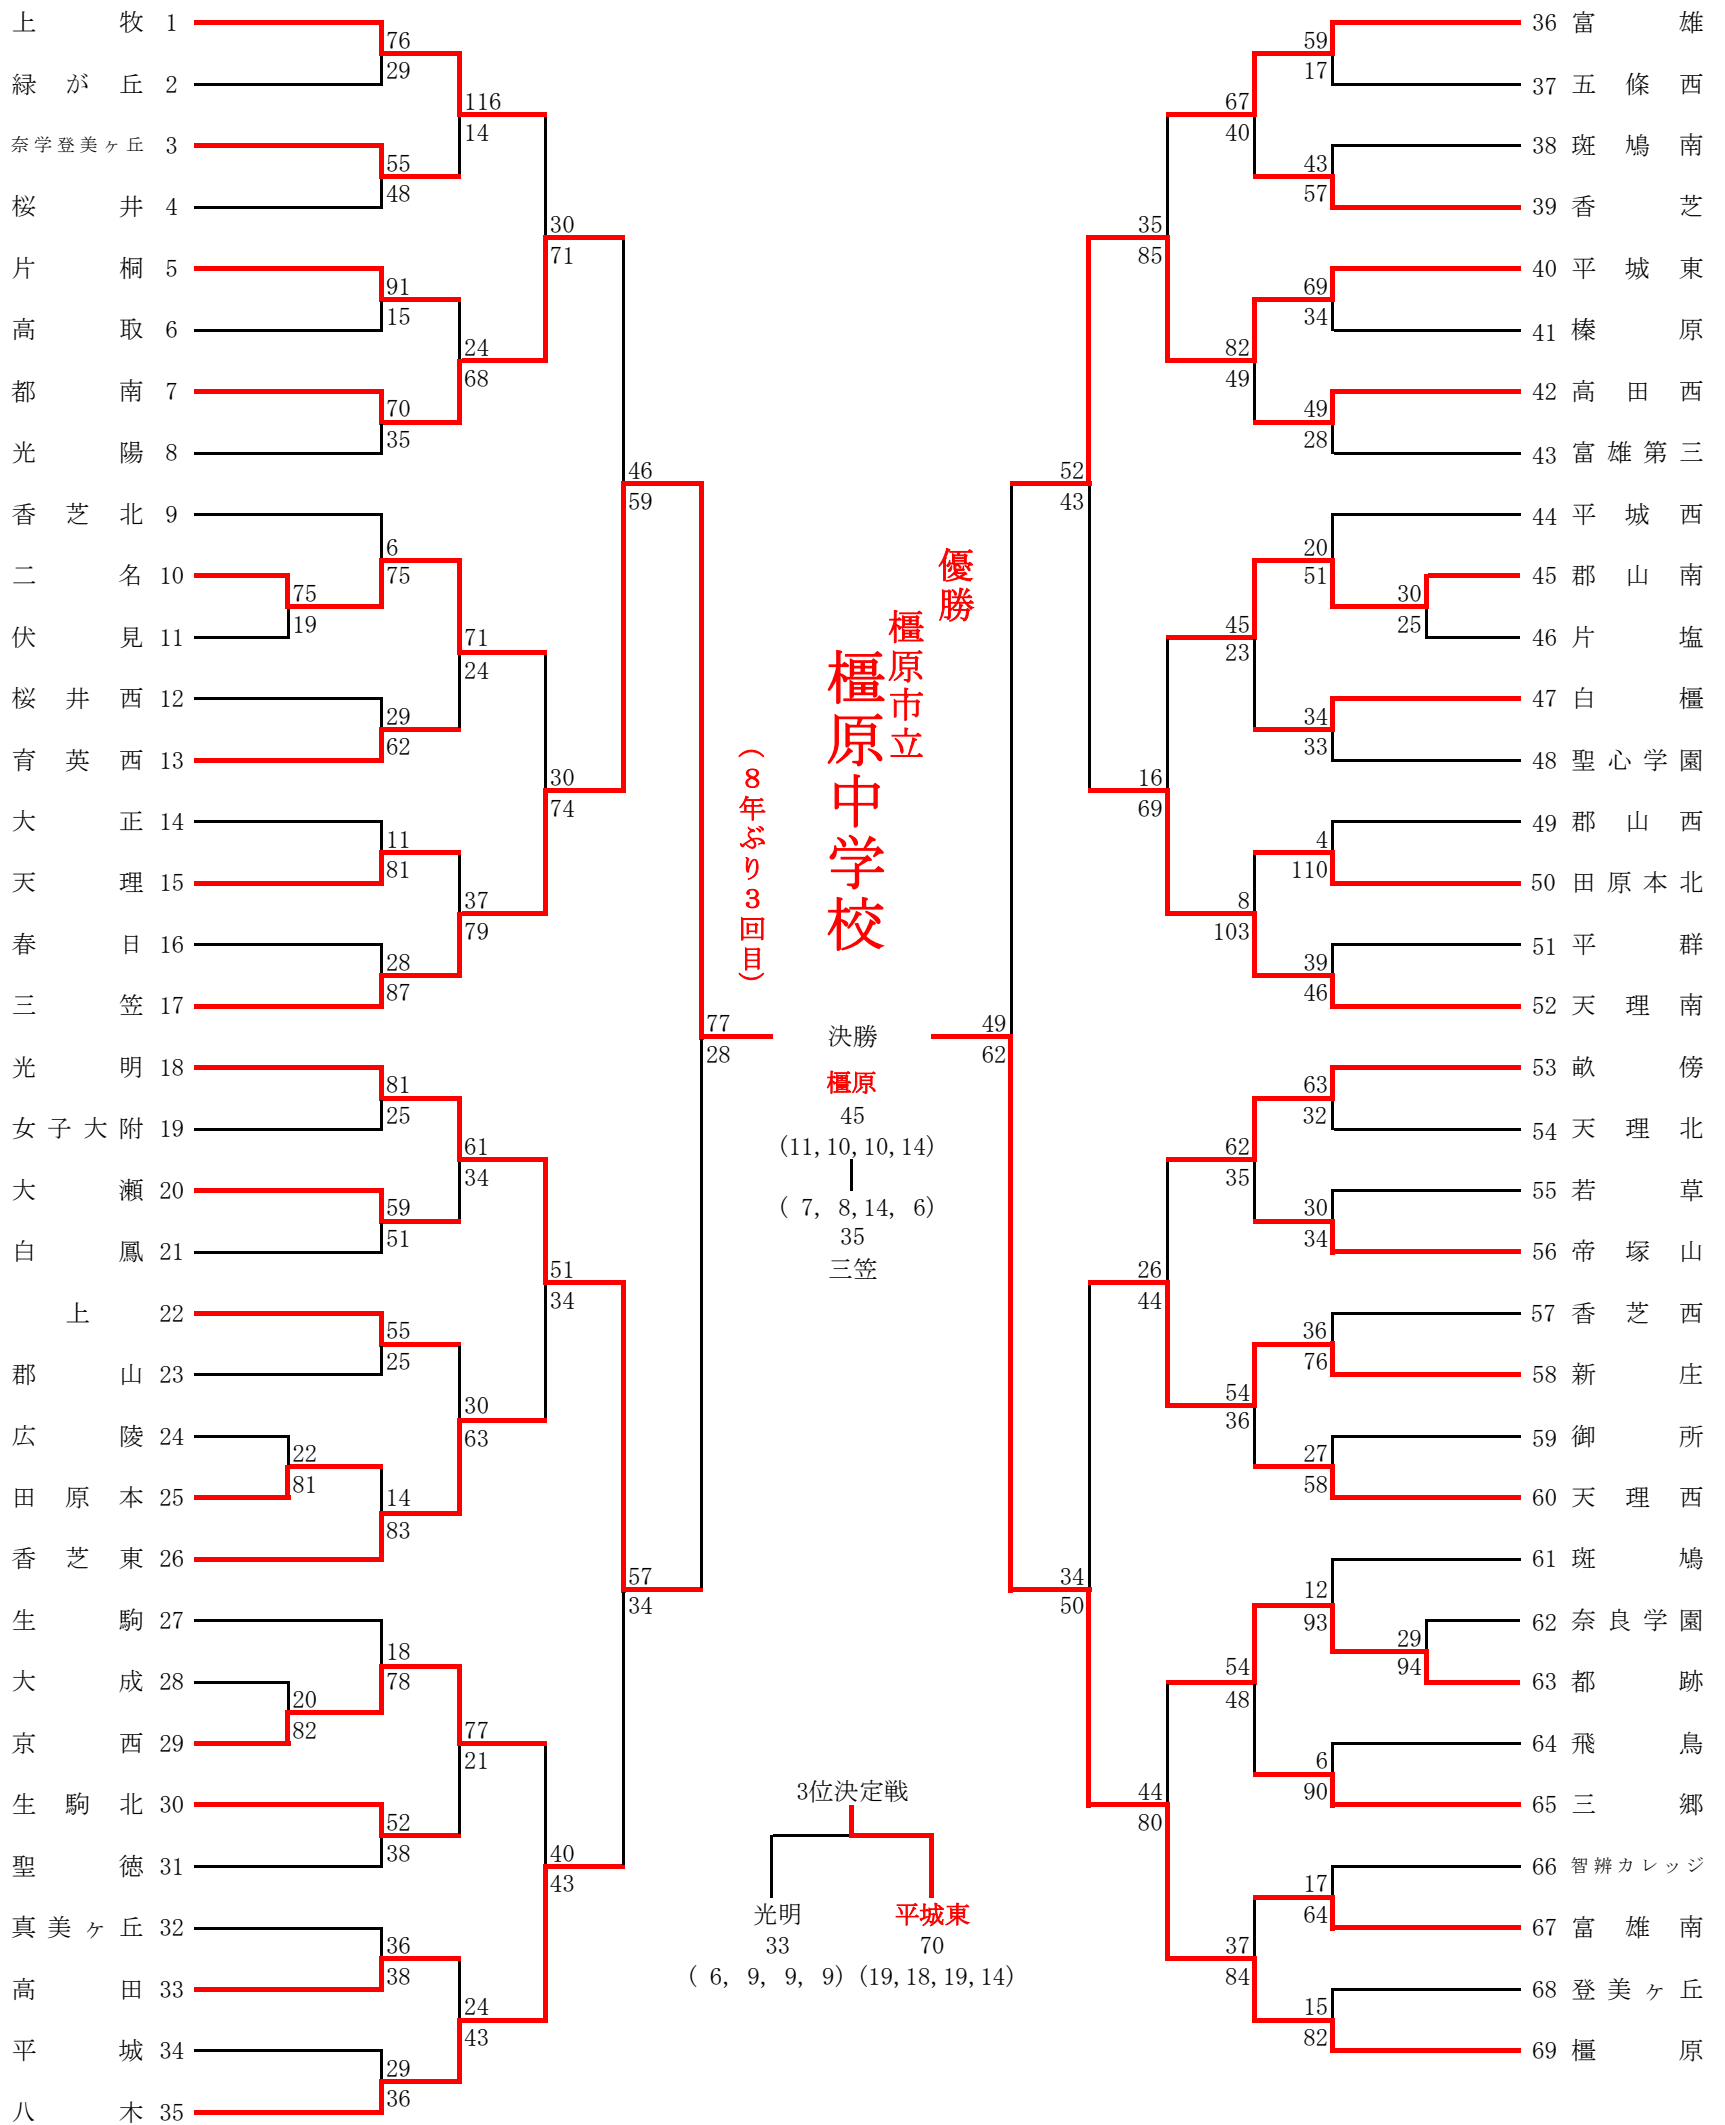 上牧 1
緑が丘 2
奈学登美ヶ丘 3
桜井 4
片桐 5
高取 6
都南 7
光陽 8
香芝北 9
二名 10
伏見 11
桜井西 12
育英西 13
大正 14
天理 15
春日 16
三笠 17
光明 18
女子大附 19
大瀬 20
白鳳 21
上 22
郡山 23
広陵 24
田原本 25
香芝東 26
生駒 27
大成 28
京西 29
生駒北 30
聖徳 31
真美ヶ丘 32
高田 33
平城 34
八木 35
75
19
22
81
20
82
76
29
55
48
91
15
70
35
6
75
29
62
11
81
28
87
81
25
59
51
55
25
14
83
18
78
52
38
36
38
29
36
116
14
24
68
71
24
37
79
61
34
30
63
77
21
24
43
30
71
30
74
51
34
40
43
46
59
57
34
77
28
優勝
橿原市立
橿原中学校
(8年ぶり3回目)
決勝
橿原
45
(11,10,10,14)
( 7, 8,14, 6)
35
三笠
3位決定戦
光明
33
( 6, 9, 9, 9)
平城東
70
(19,18,19,14)
49
62
52
43
34
50
35
85
16
69
26
44
44
80
67
40
82
49
45
23
8
103
62
35
54
36
54
48
37
84
59
17
43
57
69
34
49
28
20
51
34
33
4
110
39
46
63
32
30
34
36
76
27
58
12
93
6
90
17
64
15
82
30
25
29
94
36 富雄
37 五條西
38 斑鳩南
39 香芝
40 平城東
41 榛原
42 高田西
43 富雄第三
44 平城西
45 郡山南
46 片塩
47 白橿
48 聖心学園
49 郡山西
50 田原本北
51 平群
52 天理南
53 畝傍
54 天理北
55 若草
56 帝塚山
57 香芝西
58 新庄
59 御所
60 天理西
61 斑鳩
62 奈良学園
63 都跡
64 飛鳥
65 三郷
66 智辨カレッジ
67 富雄南
68 登美ヶ丘
69 橿原